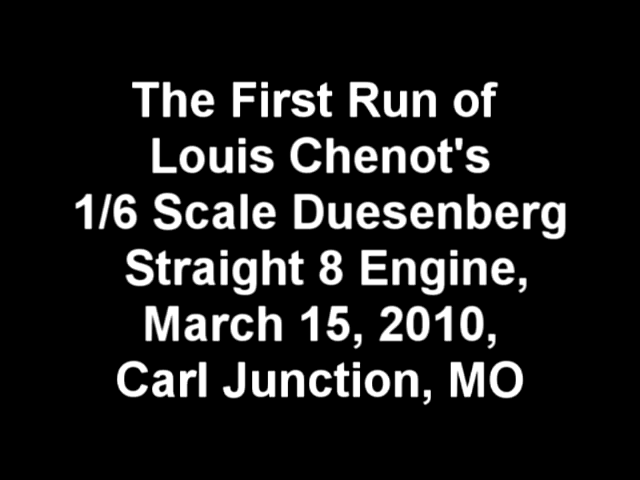 The First Run of
Louis Chenot's
1/6 Scale Duesenberg
Straight 8 Engine,
March 15, 2010,
Carl Junction, MO